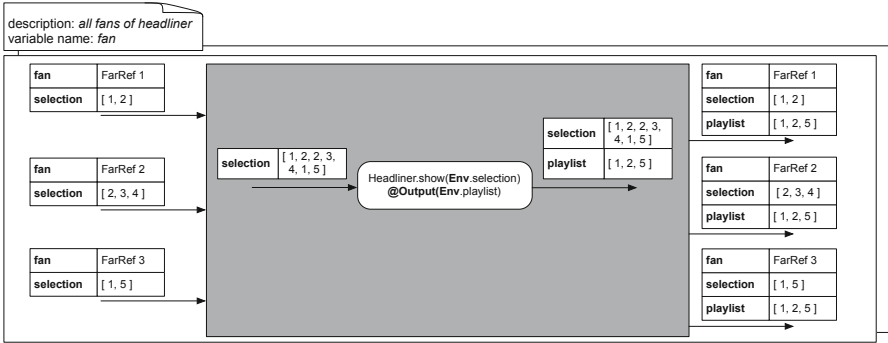 description: all fans of headliner
variable name: fan
fan FarRef 1
selection [ 1, 2 ]
fan FarRef 2
selection [ 2, 3, 4 ]
fan FarRef 3
selection [ 1, 5 ]
selection [ 1, 2, 2, 3,
4, 1, 5 ]
Headliner.show(Env.selection)
@Output(Env.playlist)
selection [ 1, 2, 2, 3,
4, 1, 5 ]
playlist [ 1, 2, 5 ]
fan FarRef 1
selection [ 1, 2 ]
playlist [ 1, 2, 5 ]
fan FarRef 2
selection [ 2, 3, 4 ]
playlist [ 1, 2, 5 ]
fan FarRef 3
selection [ 1, 5 ]
playlist [ 1, 2, 5 ]